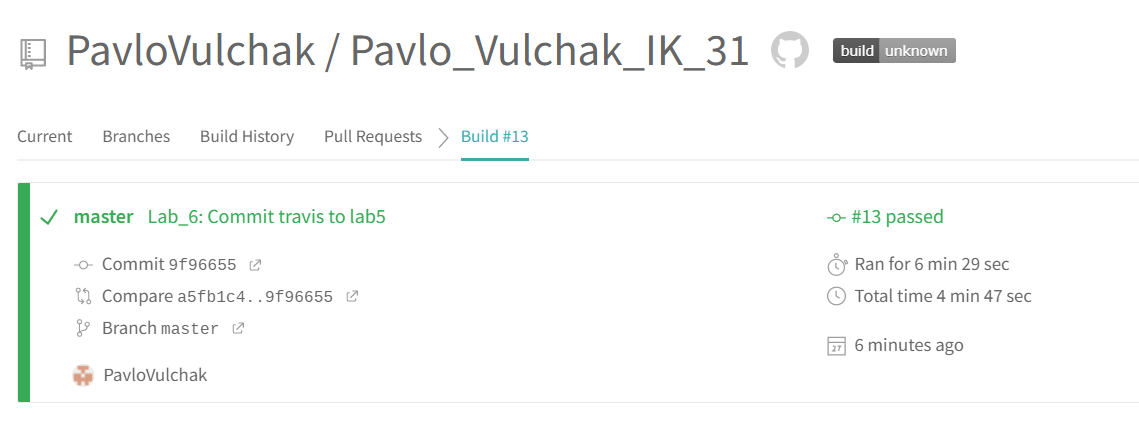 PavloVulchak / Pavlo_Vulchak_IK_31 build unknown
Current Branches Build History Pull Requests Build #13
master Lab_6: Commit travis to lab5 #13 passed
Commit 9f96655 Ran for 6 min 29 sec
Compare a5fb1c4..9f96655 Total time 4 min 47 sec
Branch master
27 6 minutes ago
PavloVulchak